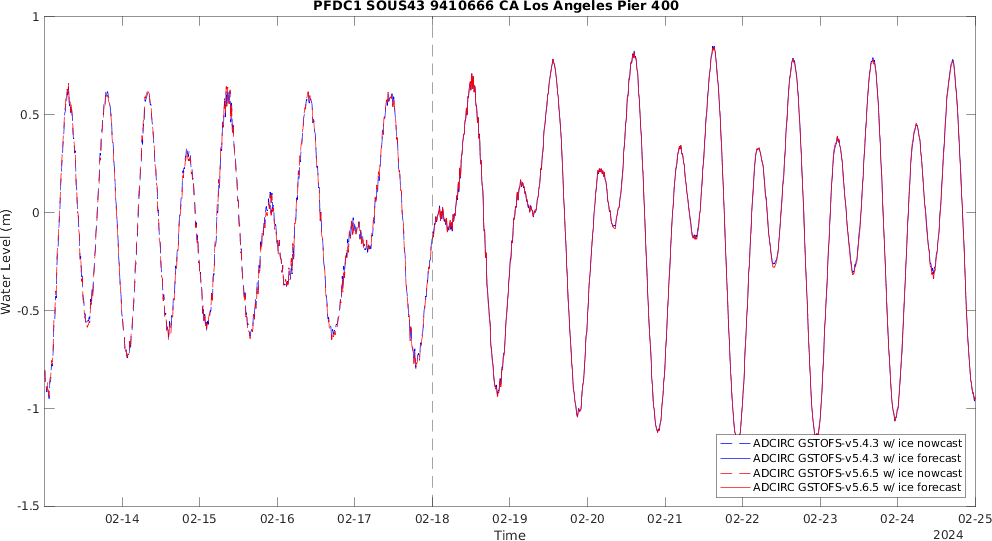 PFDC1 SOUS43 9410666 CA Los Angeles Pier 400
1
0.5
0
-0.5
-1
-1.5
Water Level (m)
02-14 02-15 02-16 02-17 02-18 02-19 02-20 02-21 02-22 02-23 02-24 02-25
Time
2024
ADCIRC GSTOFS-v5.4.3 w/ ice nowcast
ADCIRC GSTOFS-v5.4.3 w/ ice forecast
ADCIRC GSTOFS-v5.6.5 w/ ice nowcast
ADCIRC GSTOFS-v5.6.5 w/ ice forecast